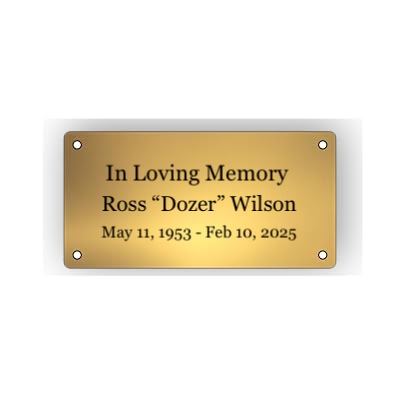 In Loving Memory
Ross “Dozer” Wilson
May 11, 1953 - Feb 10, 2025